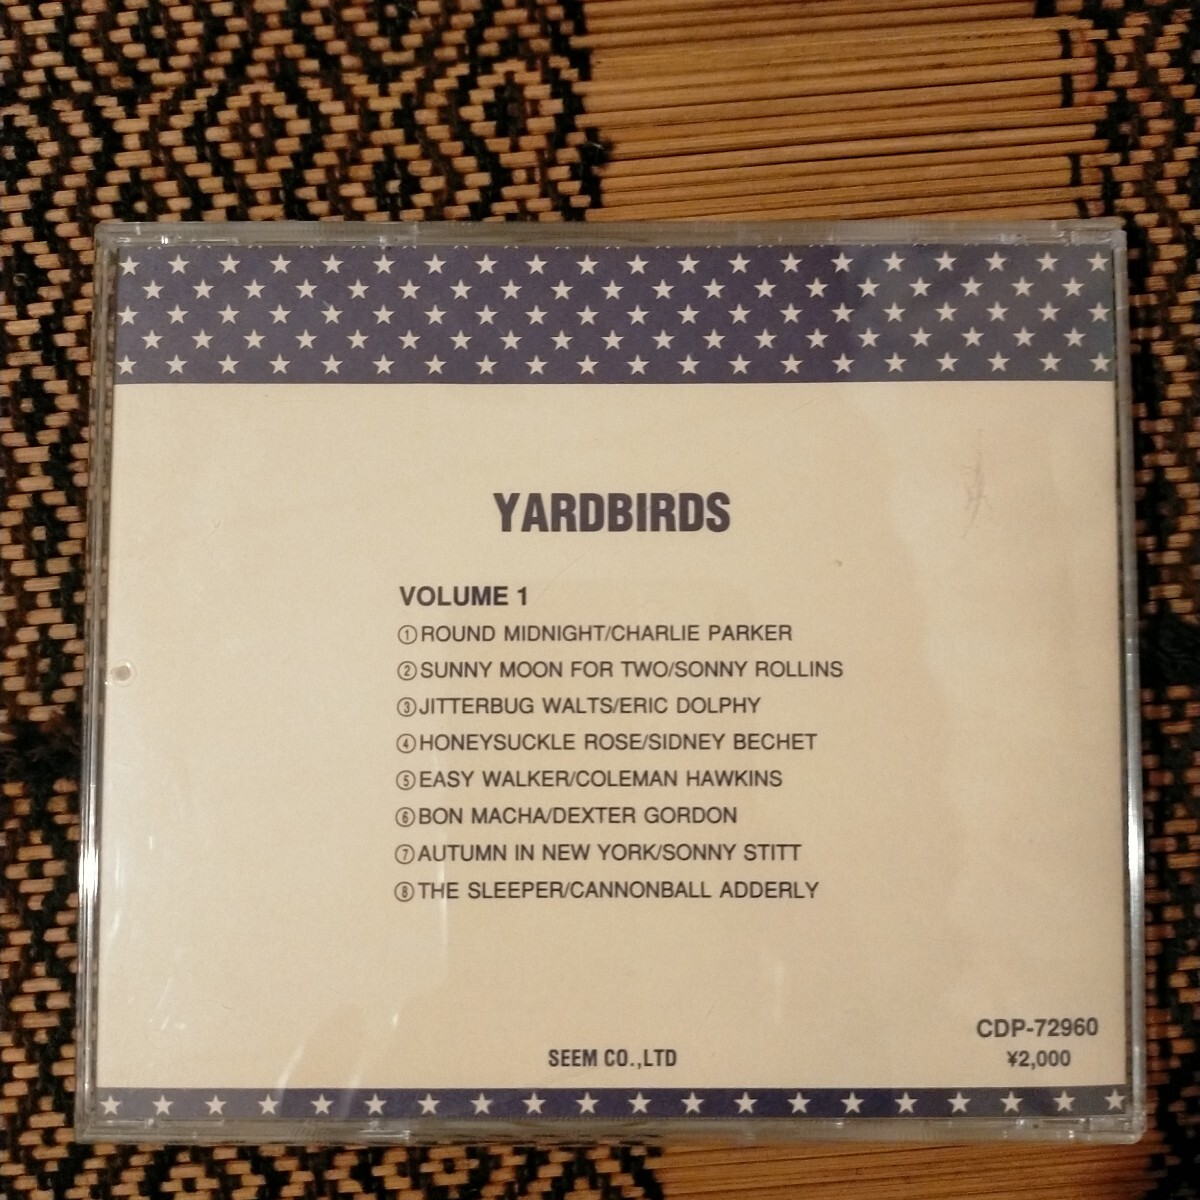 YARDBIRDS
VOLUME 1
①ROUND MIDNIGHT/CHARLIE PARKER
②SUNNY MOON FOR TWO/SONNY ROLLINS
③JITTERBUG WALTS/ERIC DOLPHY
④HONEYSUCKLE ROSE/SIDNEY BECHET
⑤EASY WALKER/COLEMAN HAWKINS
⑥BON MACHA/DEXTER GORDON
⑦AUTUMN IN NEW YORK/SONNY STITT
⑧THE SLEEPER/CANNONBALL ADDERLY
CDP-72960
SEEM CO.,LTD
¥2,000